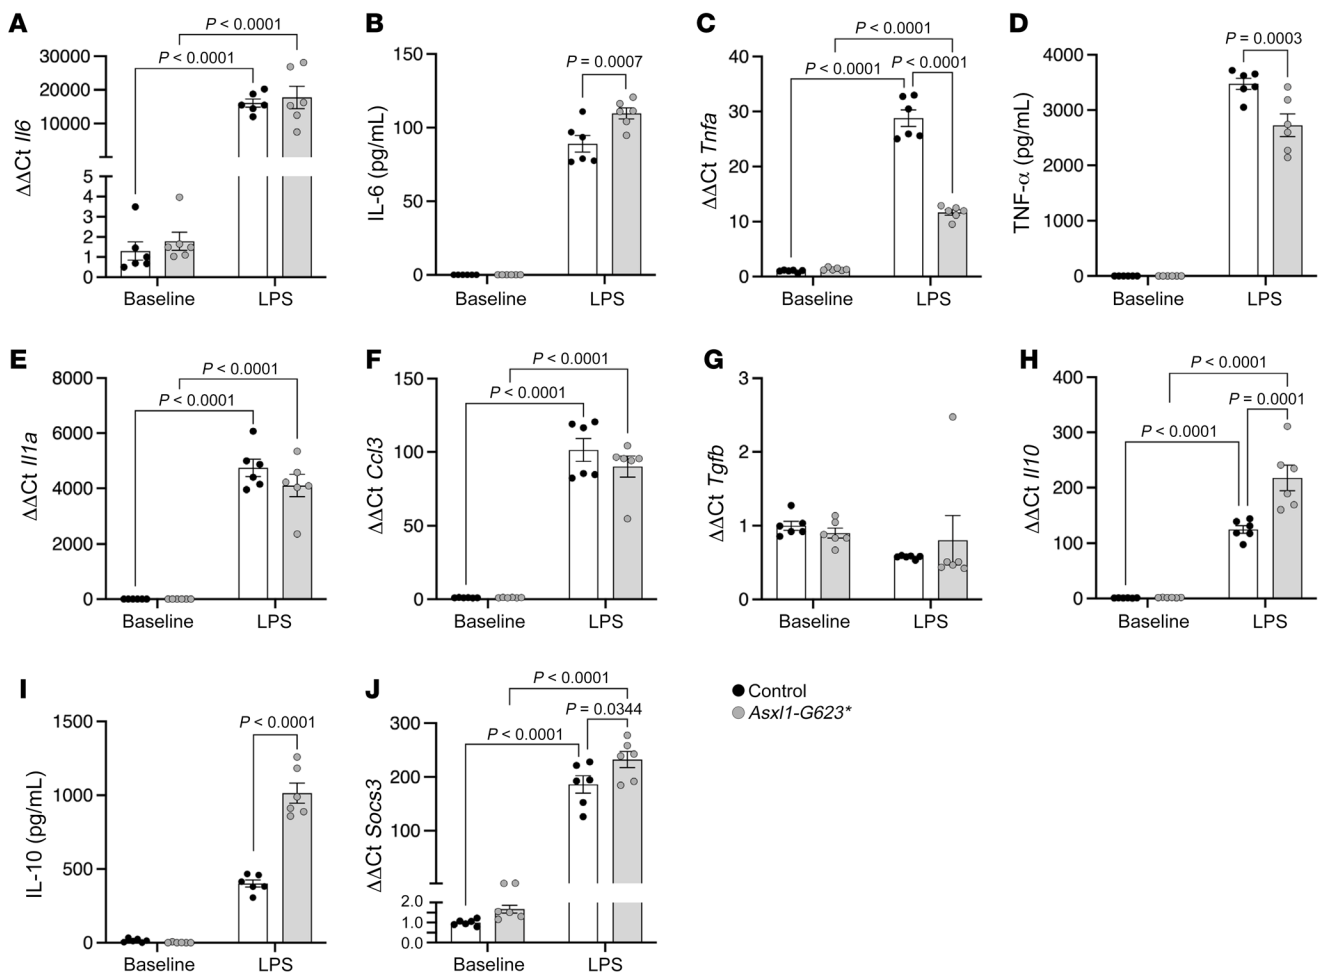 A
P < 0.0001
P < 0.0001
ΔΔCt Il6
30000
20000
10000
5
4
3
2
1
0
Baseline
LPS
B
P = 0.0007
IL-6 (pg/mL)
150
100
50
0
Baseline
LPS
C
P < 0.0001
P < 0.0001
P < 0.0001
ΔΔCt Tnfa
40
30
20
10
0
Baseline
LPS
D
P = 0.0003
TNF-α (pg/mL)
4000
3000
2000
1000
0
Baseline
LPS
E
P < 0.0001
P < 0.0001
ΔΔCt Il1a
8000
6000
4000
2000
0
Baseline
LPS
F
P < 0.0001
P < 0.0001
ΔΔCt Ccl3
150
100
50
0
Baseline
LPS
G
ΔΔCt Tgfb
3
2
1
0
Baseline
LPS
H
P < 0.0001
P = 0.0001
P < 0.0001
ΔΔCt Il10
400
300
200
100
0
Baseline
LPS
I
P < 0.0001
IL-10 (pg/mL)
1500
1000
500
0
Baseline
LPS
J
P < 0.0001
P = 0.0344
P < 0.0001
ΔΔCt Socs3
300
200
100
2.0
1.0
0.0
Baseline
LPS
Control
Asxl1-G623*